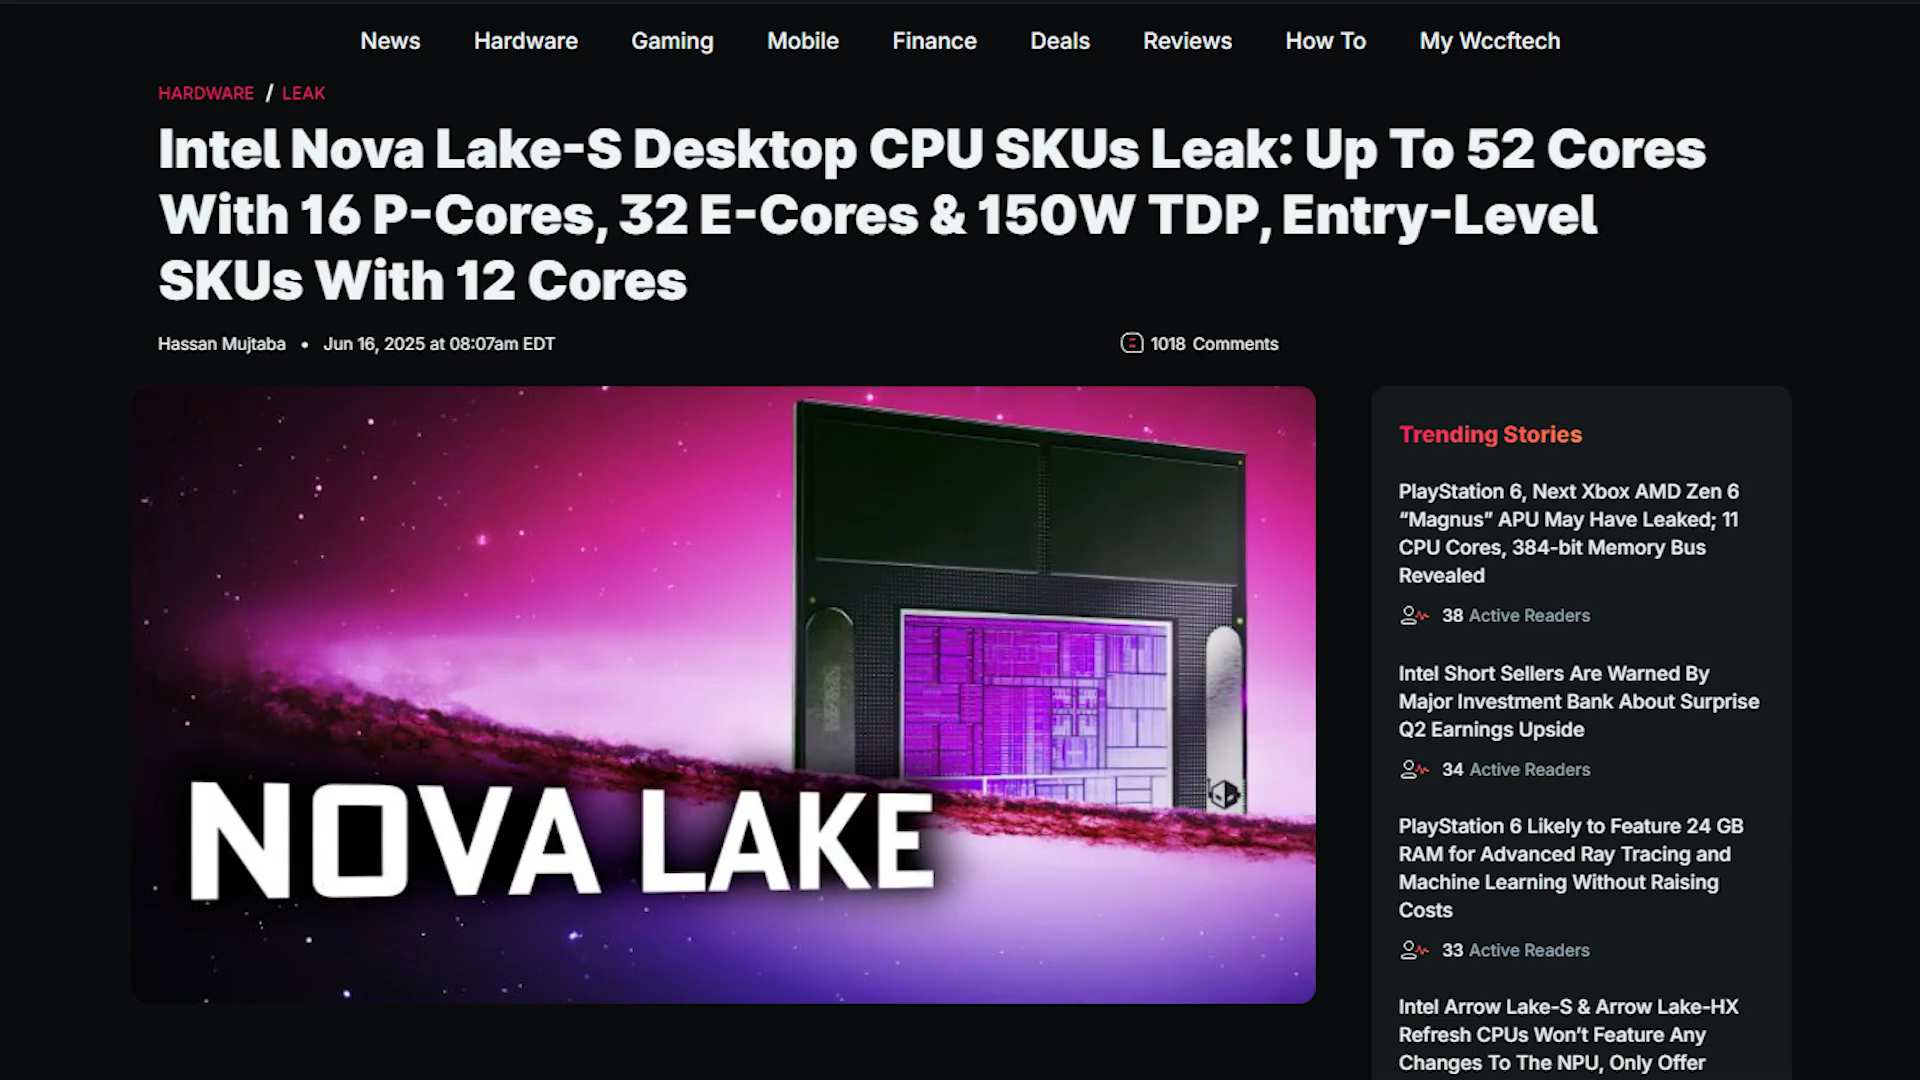 News Hardware Gaming Mobile Finance Deals Reviews How To My Wccftech
HARDWARE / LEAK
Intel Nova Lake-S Desktop CPU SKUs Leak: Up To 52 Cores
With 16 P-Cores, 32 E-Cores & 150W TDP, Entry-Level
SKUs With 12 Cores
Hassan Mujtaba • Jun 16, 2025 at 08:07am EDT
1018 Comments
NOVA LAKE
Trending Stories
PlayStation 6, Next Xbox AMD Zen 6
“Magnus” APU May Have Leaked; 11
CPU Cores, 384-bit Memory Bus
Revealed
38 Active Readers
Intel Short Sellers Are Warned By
Major Investment Bank About Surprise
Q2 Earnings Upside
34 Active Readers
PlayStation 6 Likely to Feature 24 GB
RAM for Advanced Ray Tracing and
Machine Learning Without Raising
Costs
33 Active Readers
Intel Arrow Lake-S & Arrow Lake-HX
Refresh CPUs Won’t Feature Any
Changes To The NPU, Only Offer